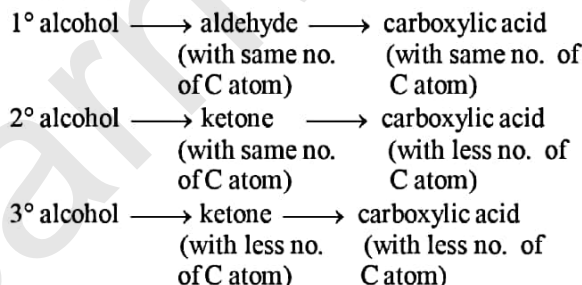 1° alcohol ⟶ aldehyde ⟶ carboxylic acid
(with same no. (with same no. of
of C atom) C atom)
2° alcohol ⟶ ketone ⟶ carboxylic acid
(with same no. (with less no. of
of C atom) C atom)
3° alcohol ⟶ ketone ⟶ carboxylic acid
(with less no. (with less no. of
of C atom) C atom)